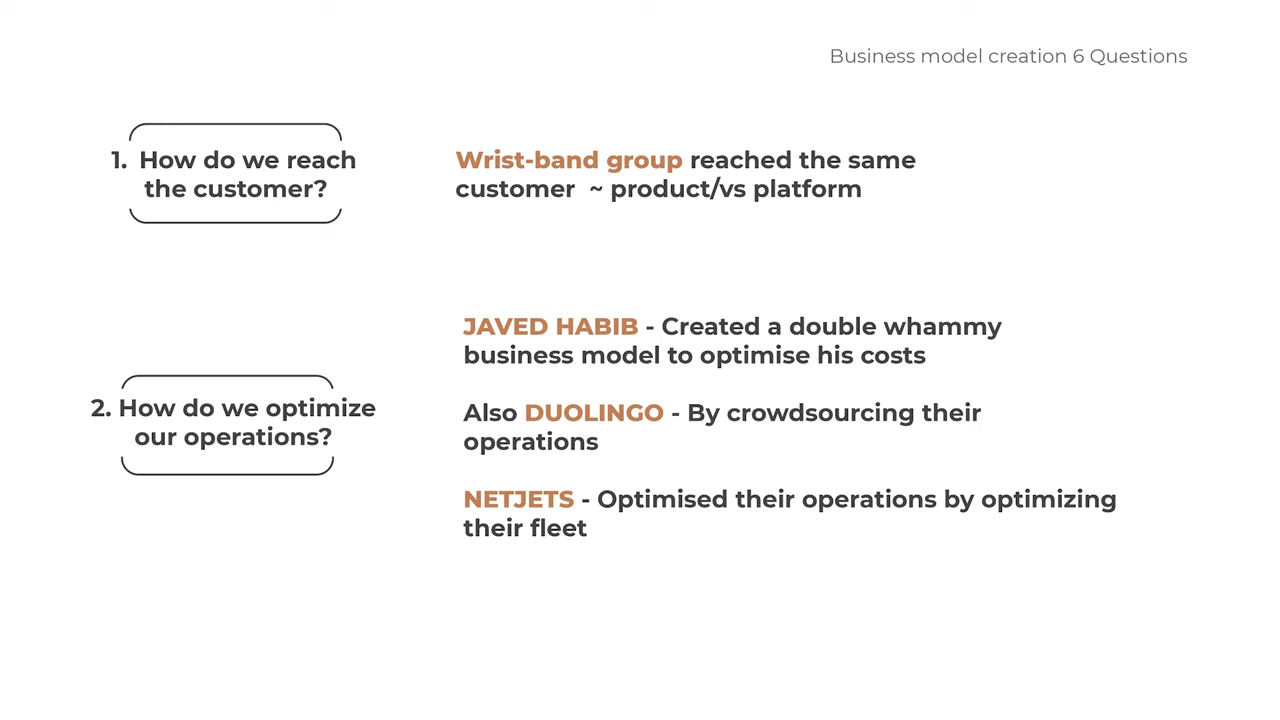 Business model creation 6 Questions
1. How do we reach
the customer?
Wrist-band group reached the same
customer ~ product/vs platform
2. How do we optimize
our operations?
JAVED HABIB - Created a double whammy
business model to optimise his costs
Also DUOLINGO - By crowdsourcing their
operations
NETJETS - Optimised their operations by optimizing
their fleet